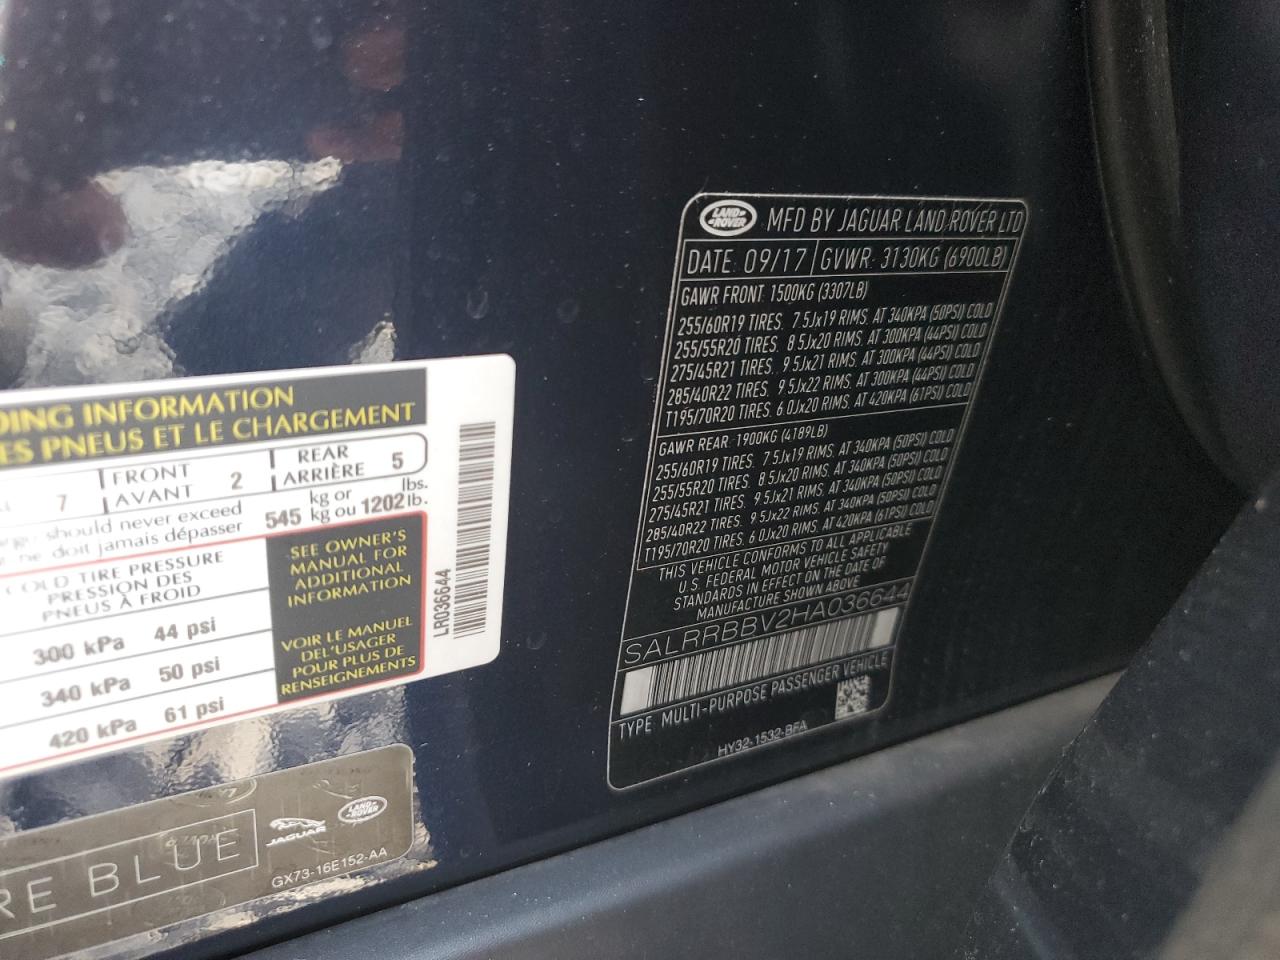 DING INFORMATION
ES PNEUS ET LE CHARGEMENT
7 FRONT AVANT 2 REAR ARRIÈRE 5
should never exceed
ne doit jamais dépasser
545 kg or kg ou 1202 lbs. lb.
COLD TIRE PRESSURE
PRESSION DES
PNEUS À FROID
300 kPa 44 psi
340 kPa 50 psi
420 kPa 61 psi
SEE OWNER'S
MANUAL FOR
ADDITIONAL
INFORMATION
VOIR LE MANUEL
DEL'USAGER
POUR PLUS DE
RENSEIGNEMENTS
LR036644
RE BLUE
JAGUAR
LAND ROVER
GX73-16E152-AA
LAND ROVER
MFD BY JAGUAR LAND ROVER LTD
DATE: 09/17 GVWR: 3130KG (6900LB)
GAWR FRONT: 1500KG (3307LB)
255/60R19 TIRES, 7.5Jx19 RIMS, AT 340KPA (50PSI) COLD
255/55R20 TIRES, 8.5Jx20 RIMS, AT 300KPA (44PSI) COLD
275/45R21 TIRES, 9.5Jx21 RIMS, AT 300KPA (44PSI) COLD
285/40R22 TIRES, 9.5Jx22 RIMS, AT 300KPA (44PSI) COLD
T195/70R20 TIRES, 6.0Jx20 RIMS, AT 420KPA (61PSI) COLD
GAWR REAR: 1900KG (4189LB)
255/60R19 TIRES, 7.5Jx19 RIMS, AT 340KPA (50PSI) COLD
255/55R20 TIRES, 8.5Jx20 RIMS, AT 340KPA (50PSI) COLD
275/45R21 TIRES, 9.5Jx21 RIMS, AT 340KPA (50PSI) COLD
285/40R22 TIRES, 9.5Jx22 RIMS, AT 340KPA (50PSI) COLD
T195/70R20 TIRES, 6.0Jx20 RIMS, AT 420KPA (61PSI) COLD
THIS VEHICLE CONFORMS TO ALL APPLICABLE
U.S. FEDERAL MOTOR VEHICLE SAFETY
STANDARDS IN EFFECT ON THE DATE OF
MANUFACTURE SHOWN ABOVE
SALRRBBV2HA036644
TYPE: MULTI-PURPOSE PASSENGER VEHICLE
HY32-1532-BFA